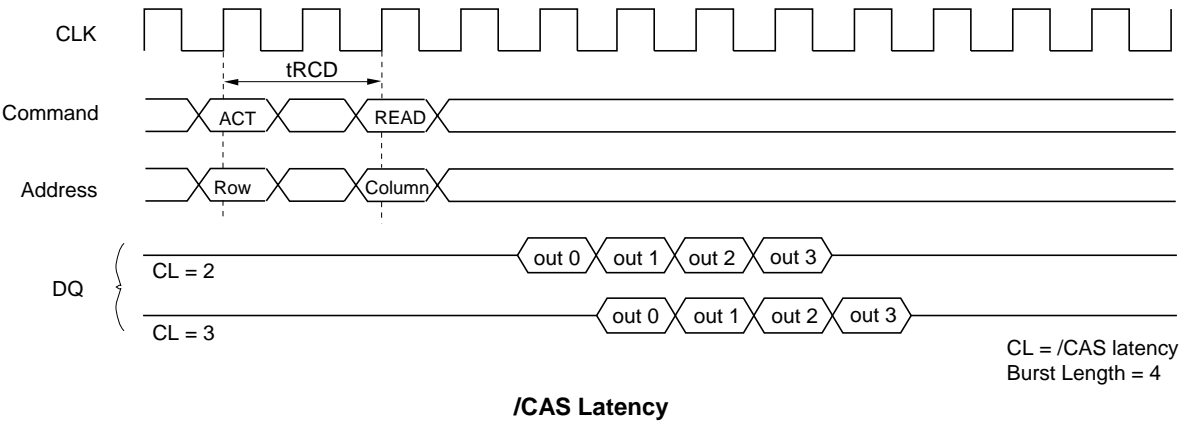 CLK
tRCD
Command ACT READ
Address Row Column
DQ
CL = 2 out 0 out 1 out 2 out 3
CL = 3 out 0 out 1 out 2 out 3
CL = /CAS latency
Burst Length = 4
/CAS Latency